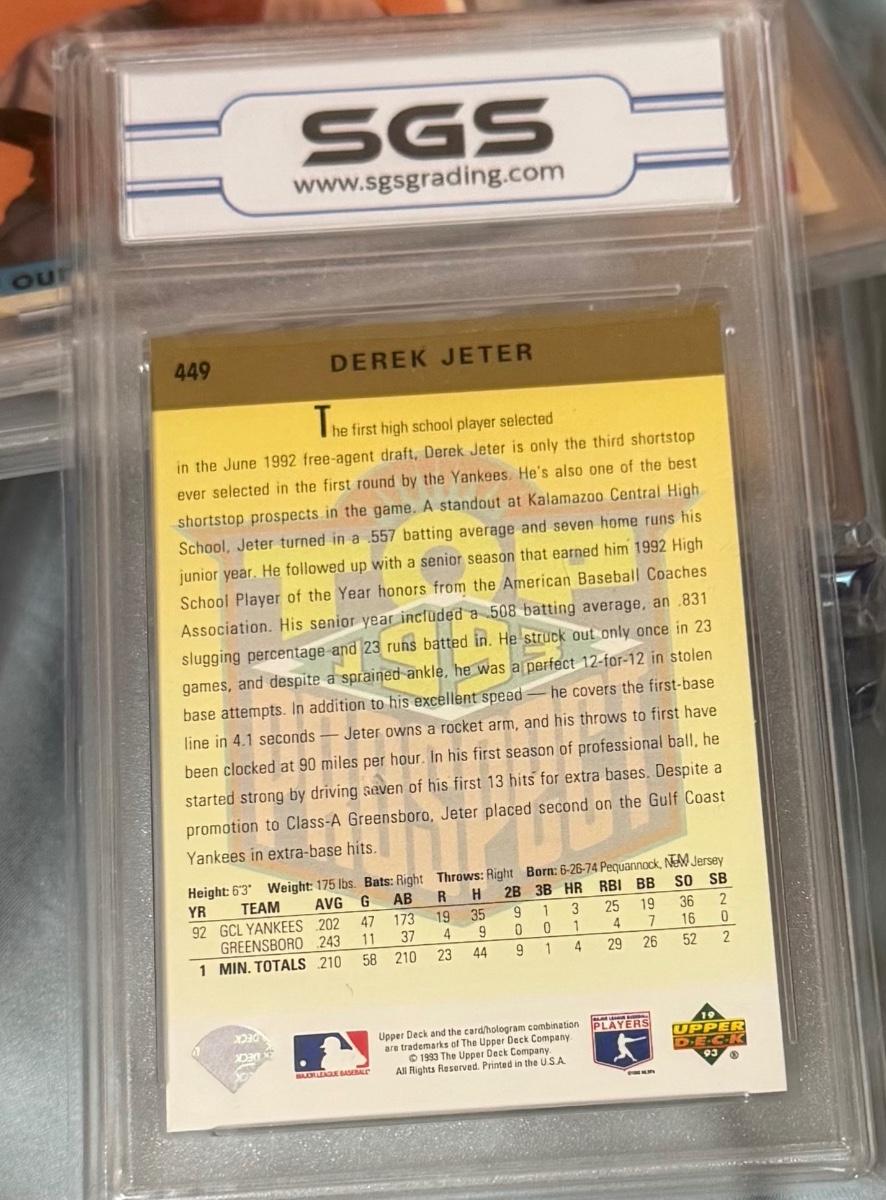 SGS
www.sgsgrading.com
OU
449 DEREK JETER
The first high school player selected
in the June 1992 free-agent draft, Derek Jeter is only the third shortstop
ever selected in the first round by the Yankees. He's also one of the best
shortstop prospects in the game. A standout at Kalamazoo Central High
School, Jeter turned in a .557 batting average and seven home runs his
junior year. He followed up with a senior season that earned him 1992 High
School Player of the Year honors from the American Baseball Coaches
Association. His senior year included a .508 batting average, an .831
slugging percentage and 23 runs batted in. He struck out only once in 23
games, and despite a sprained ankle, he was a perfect 12-for-12 in stolen
base attempts. In addition to his excellent speed — he covers the first-base
line in 4.1 seconds — Jeter owns a rocket arm, and his throws to first have
been clocked at 90 miles per hour. In his first season of professional ball, he
started strong by driving seven of his first 13 hits for extra bases. Despite a
promotion to Class-A Greensboro, Jeter placed second on the Gulf Coast
Yankees in extra-base hits.
TOP
1993
PROSPECT
TM
Height: 6'3" Weight: 175 lbs. Bats: Right Throws: Right Born: 6-26-74 Pequannock, New Jersey
YR TEAM AVG G AB R H 2B 3B HR RBI BB SO SB
92 GCL YANKEES .202 47 173 19 35 9 1 3 25 19 36 2
GREENSBORO .243 11 37 4 9 0 0 1 4 7 16 0
1 MIN. TOTALS .210 58 210 23 44 9 1 4 29 26 52 2
DECK
MAJOR LEAGUE BASEBALL
Upper Deck and the card/hologram combination
are trademarks of The Upper Deck Company.
© 1993 The Upper Deck Company.
All Rights Reserved. Printed in the U.S.A.
MAJOR LEAGUE BASEBALL
PLAYERS
19
UPPER
DECK
93 ®